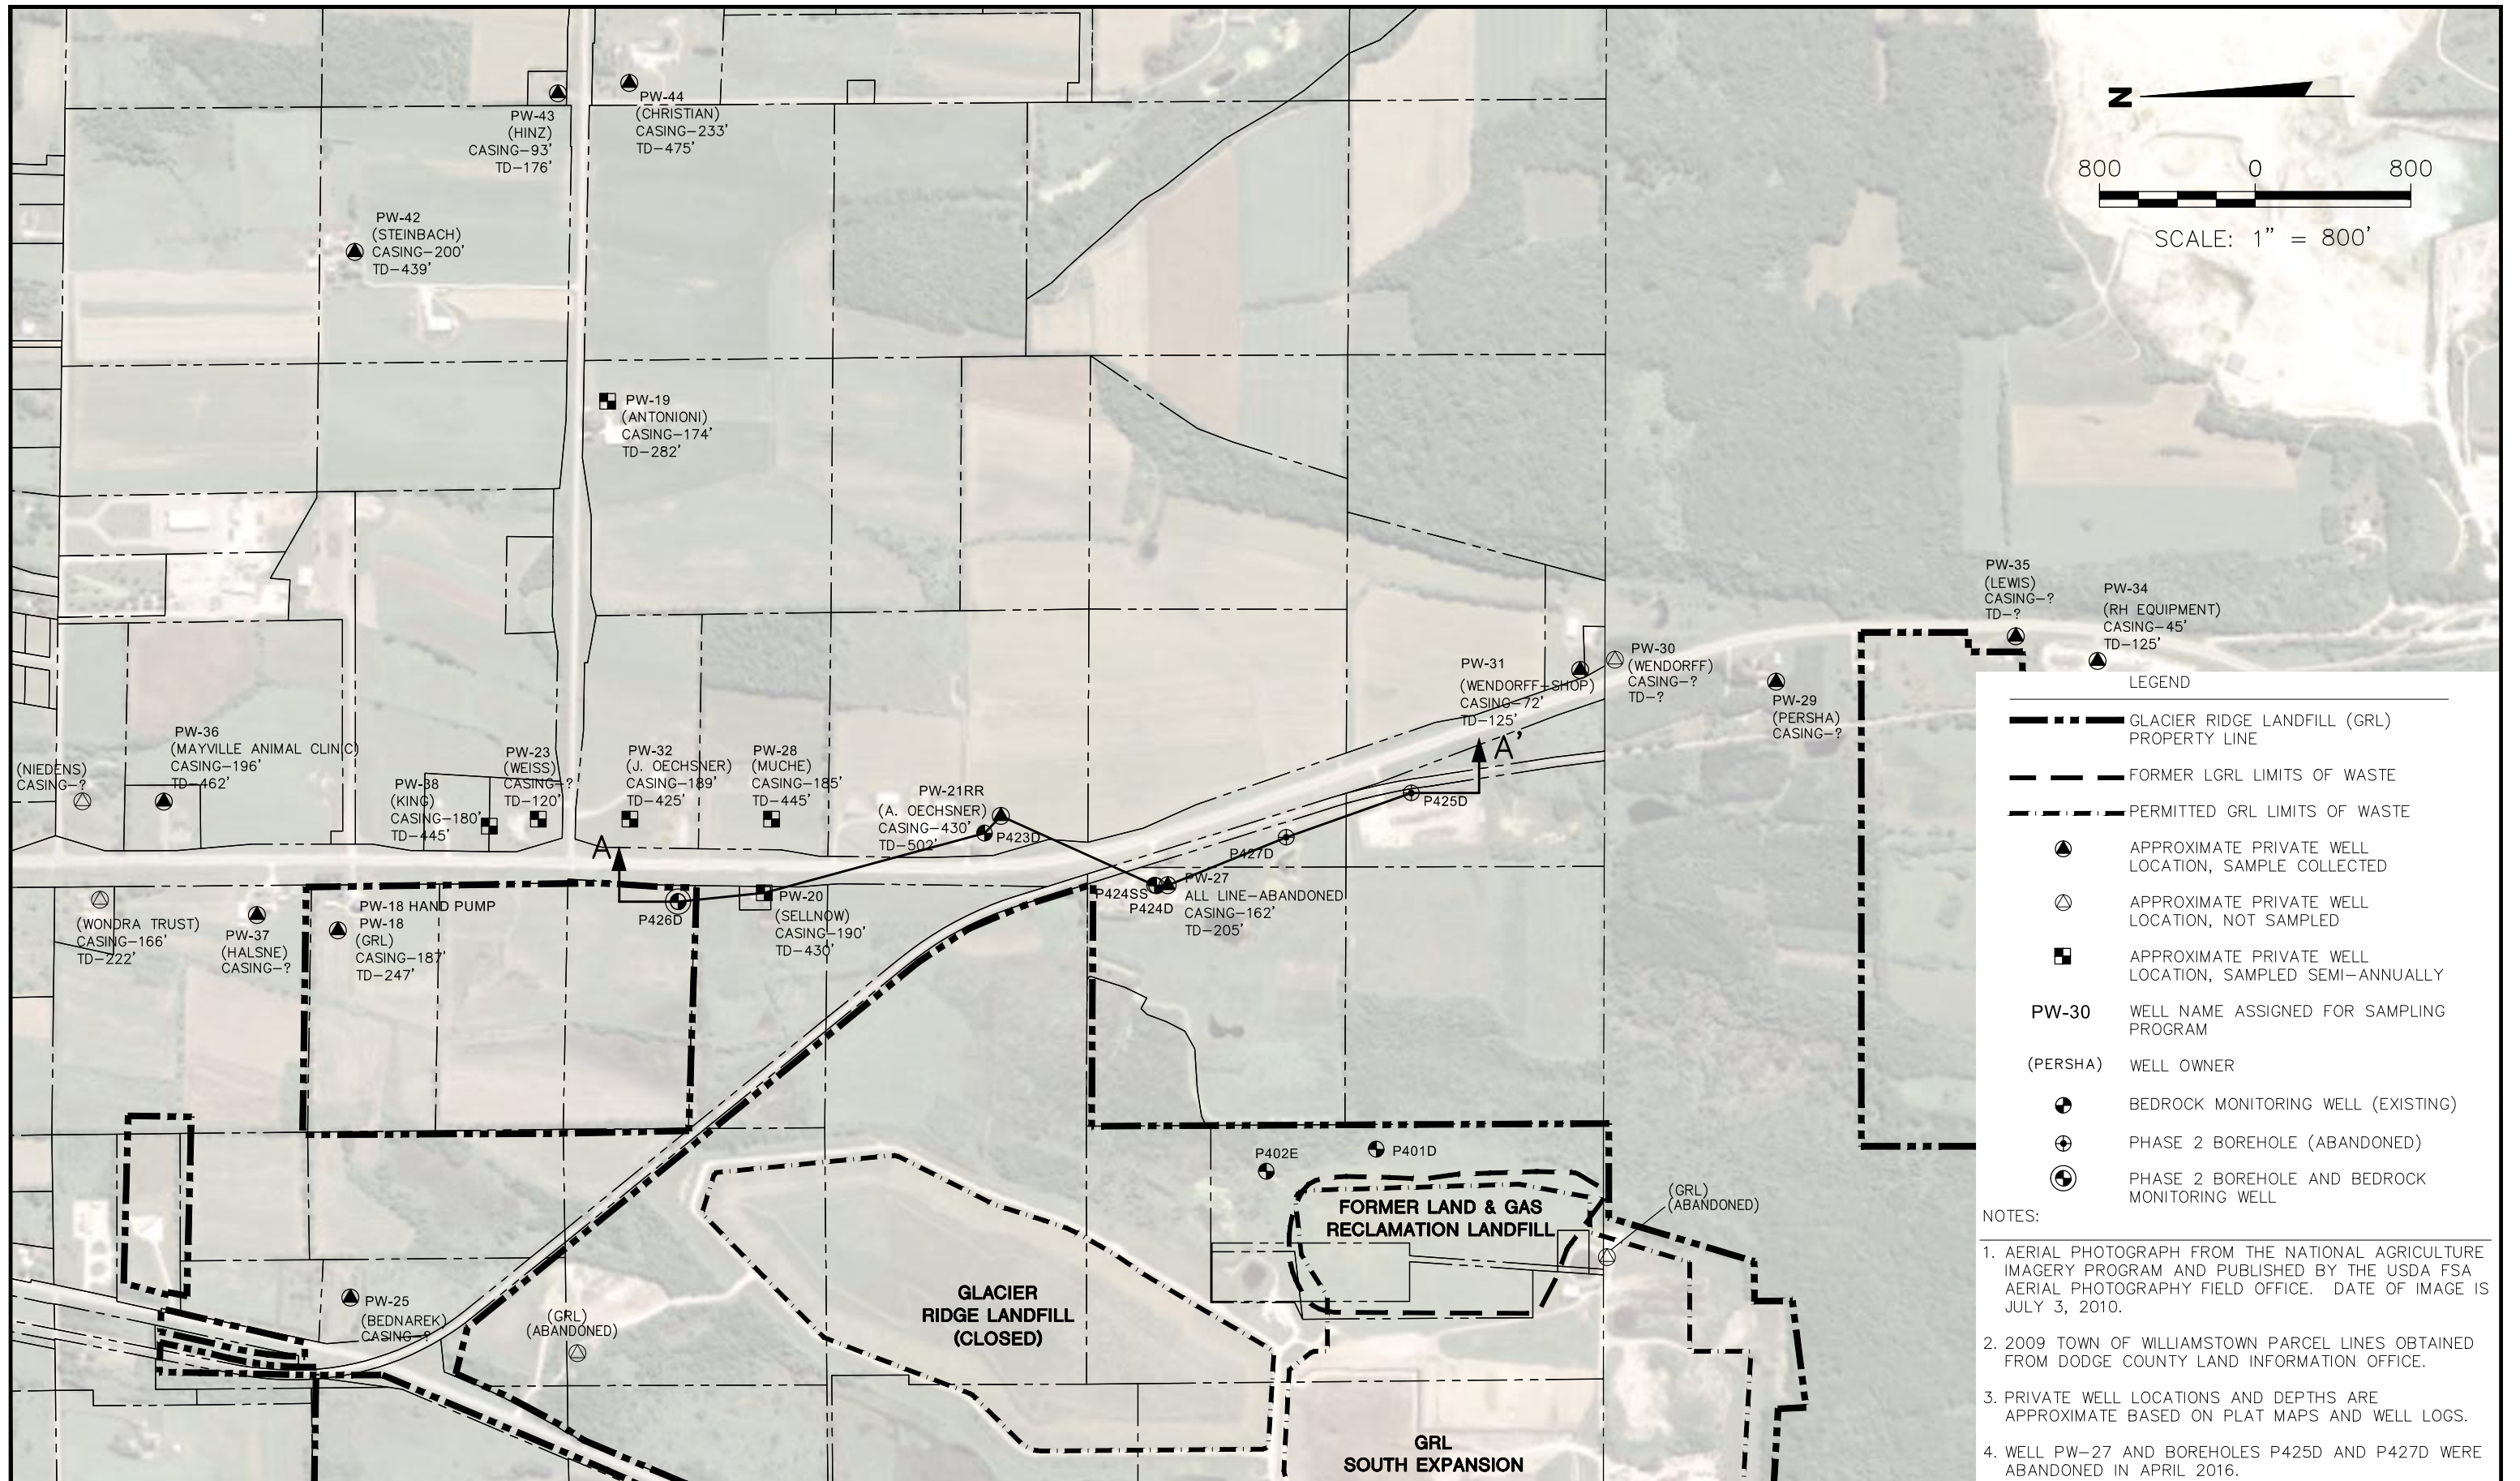 PW-43
(HINZ)
CASING-93'
TD-176'
PW-44
(CHRISTIAN)
CASING-233'
TD-475'
N
800 0 800
SCALE: 1" = 800'
PW-42
(STEINBACH)
CASING-200'
TD-439'
PW-19
(ANTONIONI)
CASING-174'
TD-282'
PW-35
(LEWIS)
CASING-?
TD-?
PW-34
(RH EQUIPMENT)
CASING-45'
TD-125'
PW-31
(WENDORFF-SHOP)
CASING-72'
TD-125'
PW-30
(WENDORFF)
CASING-?
TD-?
PW-29
(PERSHA)
CASING-?
(NIEDENS)
CASING-?
PW-36
(MAYVILLE ANIMAL CLINIC)
CASING-196'
TD-462'
PW-38
(KING)
CASING-180'
TD-445'
PW-23
(WEISS)
CASING-?
TD-120'
PW-32
(J. OECHSNER)
CASING-189'
TD-425'
PW-28
(MUCHE)
CASING-185'
TD-445'
PW-21RR
(A. OECHSNER)
CASING-430'
TD-502'
P423D
A
A'
P425D
P427D
P424SS
P424D
PW-27
ALL LINE-ABANDONED
CASING-162'
TD-205'
P426D
PW-20
(SELLNOW)
CASING-190'
TD-430'
(WONDRA TRUST)
CASING-166'
TD-222'
PW-37
(HALSNE)
CASING-?
PW-18 HAND PUMP
PW-18
(GRL)
CASING-187'
TD-247'
P402E
P401D
FORMER LAND & GAS
RECLAMATION LANDFILL
(GRL)
(ABANDONED)
PW-25
(BEDNAREK)
CASING-?
(GRL)
(ABANDONED)
GLACIER
RIDGE LANDFILL
(CLOSED)
GRL
SOUTH EXPANSION
LEGEND
GLACIER RIDGE LANDFILL (GRL)
PROPERTY LINE
FORMER LGRL LIMITS OF WASTE
PERMITTED GRL LIMITS OF WASTE
APPROXIMATE PRIVATE WELL
LOCATION, SAMPLE COLLECTED
APPROXIMATE PRIVATE WELL
LOCATION, NOT SAMPLED
APPROXIMATE PRIVATE WELL
LOCATION, SAMPLED SEMI-ANNUALLY
PW-30 WELL NAME ASSIGNED FOR SAMPLING
PROGRAM
(PERSHA) WELL OWNER
BEDROCK MONITORING WELL (EXISTING)
PHASE 2 BOREHOLE (ABANDONED)
PHASE 2 BOREHOLE AND BEDROCK
MONITORING WELL
NOTES:
1. AERIAL PHOTOGRAPH FROM THE NATIONAL AGRICULTURE
IMAGERY PROGRAM AND PUBLISHED BY THE USDA FSA
AERIAL PHOTOGRAPHY FIELD OFFICE. DATE OF IMAGE IS
JULY 3, 2010.
2. 2009 TOWN OF WILLIAMSTOWN PARCEL LINES OBTAINED
FROM DODGE COUNTY LAND INFORMATION OFFICE.
3. PRIVATE WELL LOCATIONS AND DEPTHS ARE
APPROXIMATE BASED ON PLAT MAPS AND WELL LOGS.
4. WELL PW-27 AND BOREHOLES P425D AND P427D WERE
ABANDONED IN APRIL 2016.